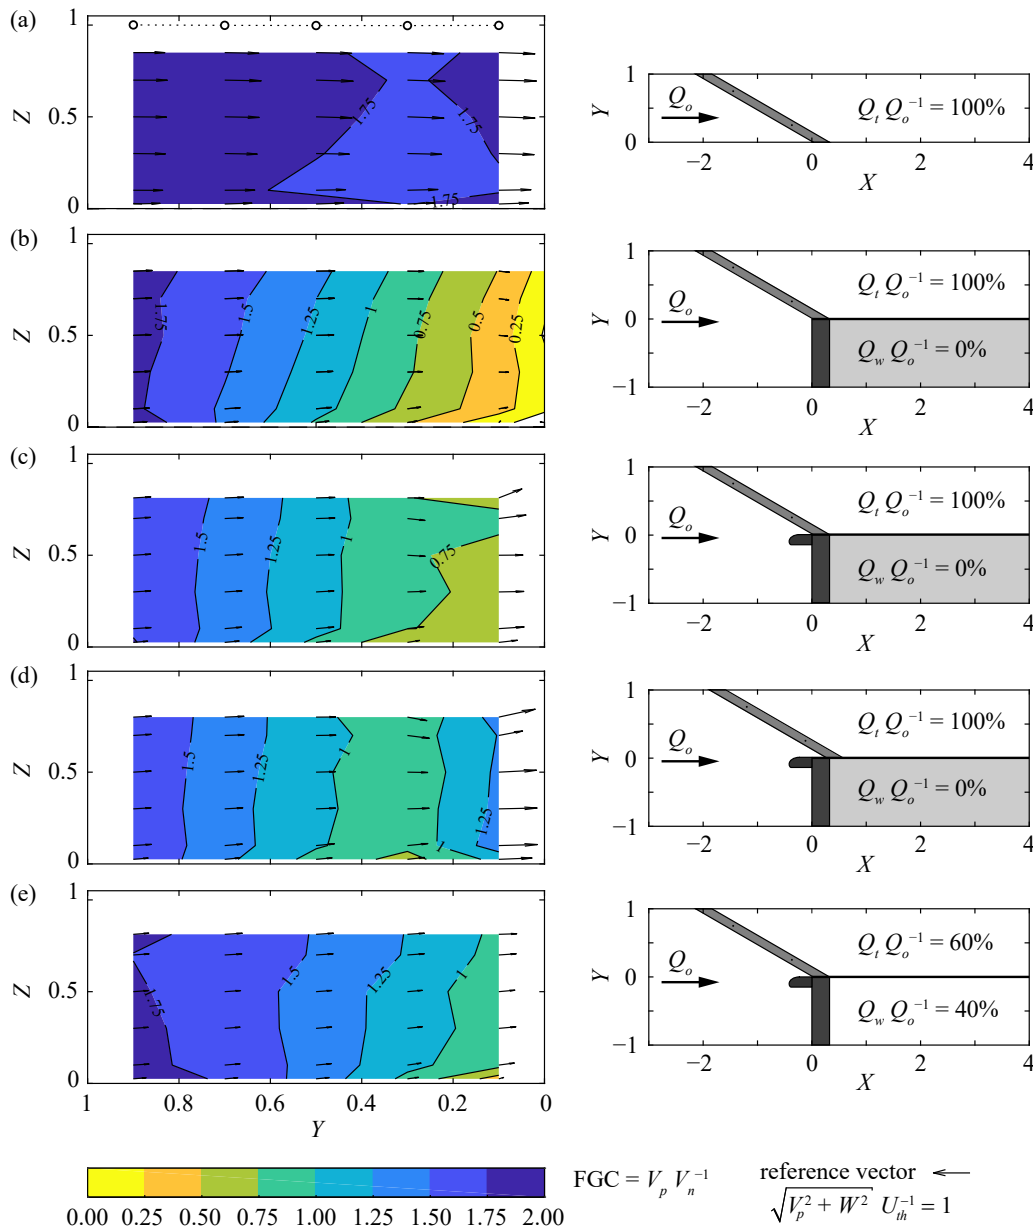 (a)
1
Z 0.5
0
1.75
1.75
1.75
1
Y
0
Q_o
Q_t Q_o^-1 = 100%
−2 0 2 4
X
(b)
1
Z 0.5
0
1.75
1.5
1.25
1
0.75
0.5
0.25
1
Y 0
−1
Q_o
Q_t Q_o^-1 = 100%
Q_w Q_o^-1 = 0%
−2 0 2 4
X
(c)
1
Z 0.5
0
1.5
1.25
1
0.75
1
Y 0
−1
Q_o
Q_t Q_o^-1 = 100%
Q_w Q_o^-1 = 0%
−2 0 2 4
X
(d)
1
Z 0.5
0
1.5
1.25
1
1
1.25
1
Y 0
−1
Q_o
Q_t Q_o^-1 = 100%
Q_w Q_o^-1 = 0%
−2 0 2 4
X
(e)
1
Z 0.5
0
1.75
1.5
1.25
1
1 0.8 0.6 0.4 0.2 0
Y
1
Y 0
−1
Q_o
Q_t Q_o^-1 = 60%
Q_w Q_o^-1 = 40%
−2 0 2 4
X
0.00 0.25 0.50 0.75 1.00 1.25 1.50 1.75 2.00
FGC = V_p V_n^-1
reference vector
√(V_p^2 + W^2) U_th^-1 = 1